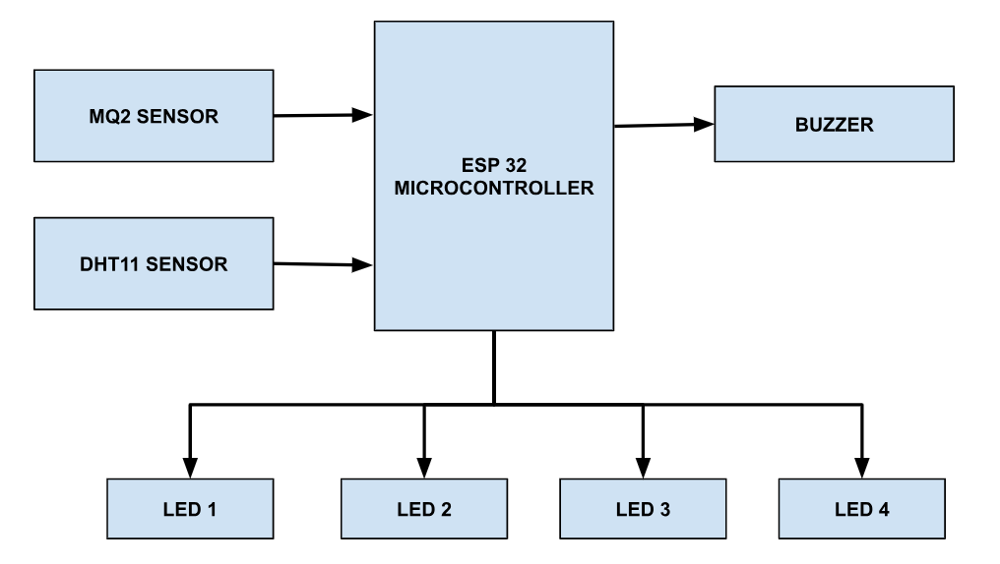 MQ2 SENSOR
DHT11 SENSOR
ESP 32
MICROCONTROLLER
BUZZER
LED 1
LED 2
LED 3
LED 4